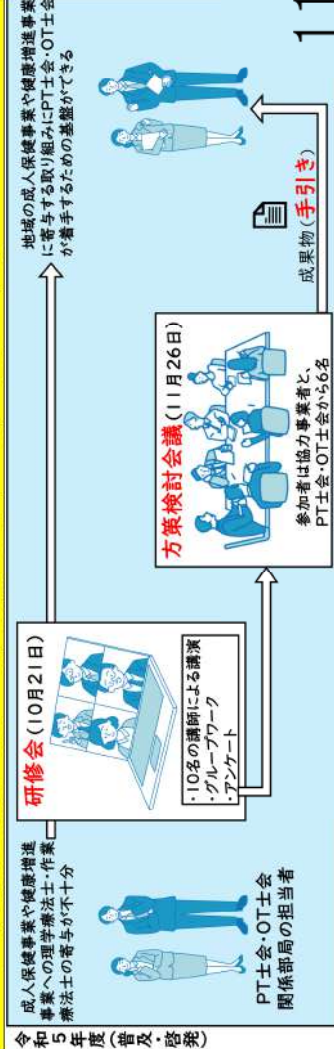 令和5年度(普及・啓発)
成人保健事業や健康増進
事業への理学療法士・作業
療法士の寄与が不十分
PT士会・OT士会
関係部局の担当者
研修会(10月21日)
・10名の講師による講演
・グループワーク
・アンケート
方策検討会議(11月26日)
参加者は協力事業者と、
PT士会・OT士会から6名
成果物(手引き)
地域の成人保健事業や健康増進事業
に寄与する取り組みにPT士会・OT士会
が着手するための基盤ができる
11